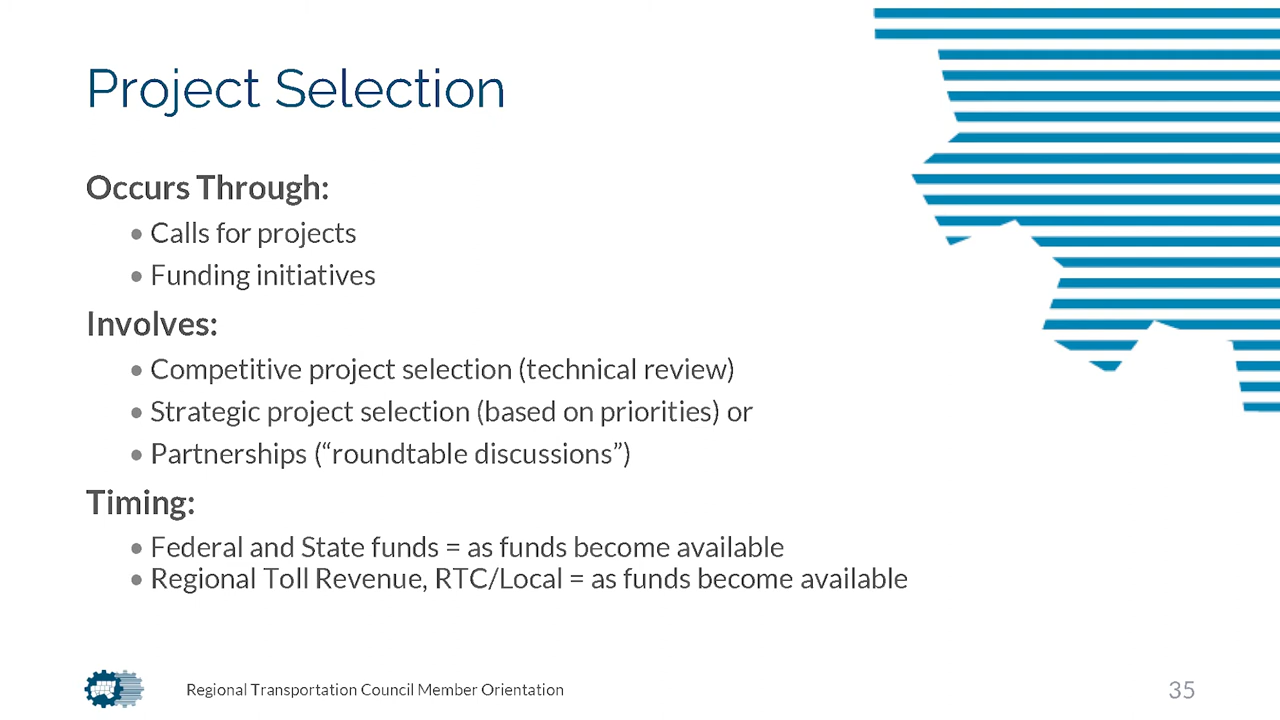 Project Selection
Occurs Through:
• Calls for projects
• Funding initiatives
Involves:
• Competitive project selection (technical review)
• Strategic project selection (based on priorities) or
• Partnerships (“roundtable discussions”)
Timing:
• Federal and State funds = as funds become available
• Regional Toll Revenue, RTC/Local = as funds become available
Regional Transportation Council Member Orientation
35